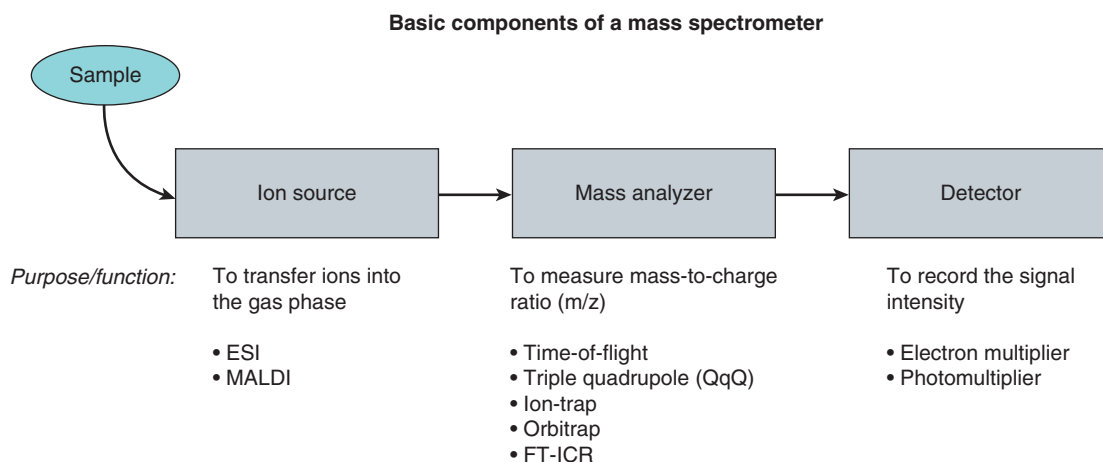 Basic components of a mass spectrometer
Sample
Ion source
Mass analyzer
Detector
Purpose/function:
To transfer ions into
the gas phase
• ESI
• MALDI
To measure mass-to-charge
ratio (m/z)
• Time-of-flight
• Triple quadrupole (QqQ)
• Ion-trap
• Orbitrap
• FT-ICR
To record the signal
intensity
• Electron multiplier
• Photomultiplier